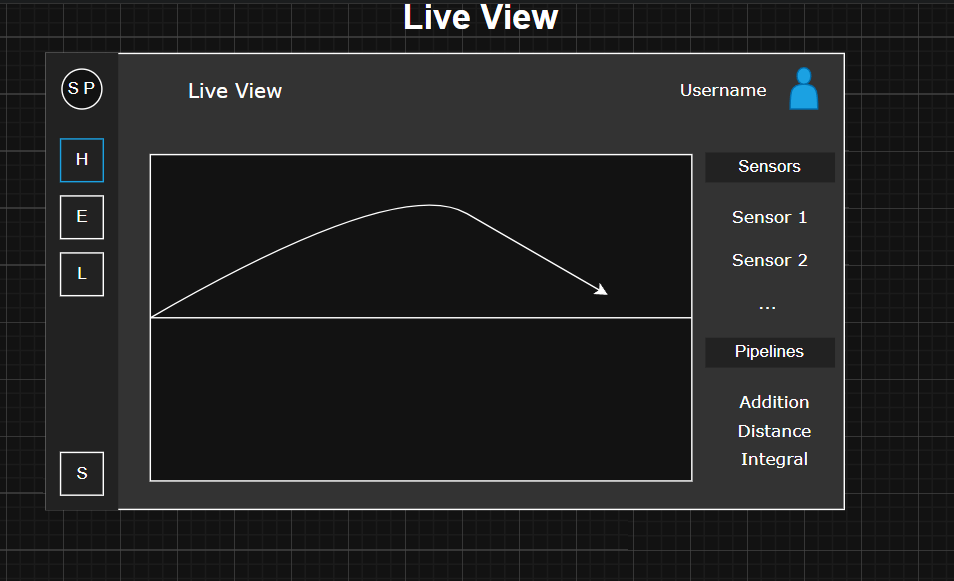 Live View
S P
Live View
Username
H
E
L
S
Sensors
Sensor 1
Sensor 2
...
Pipelines
Addition
Distance
Integral